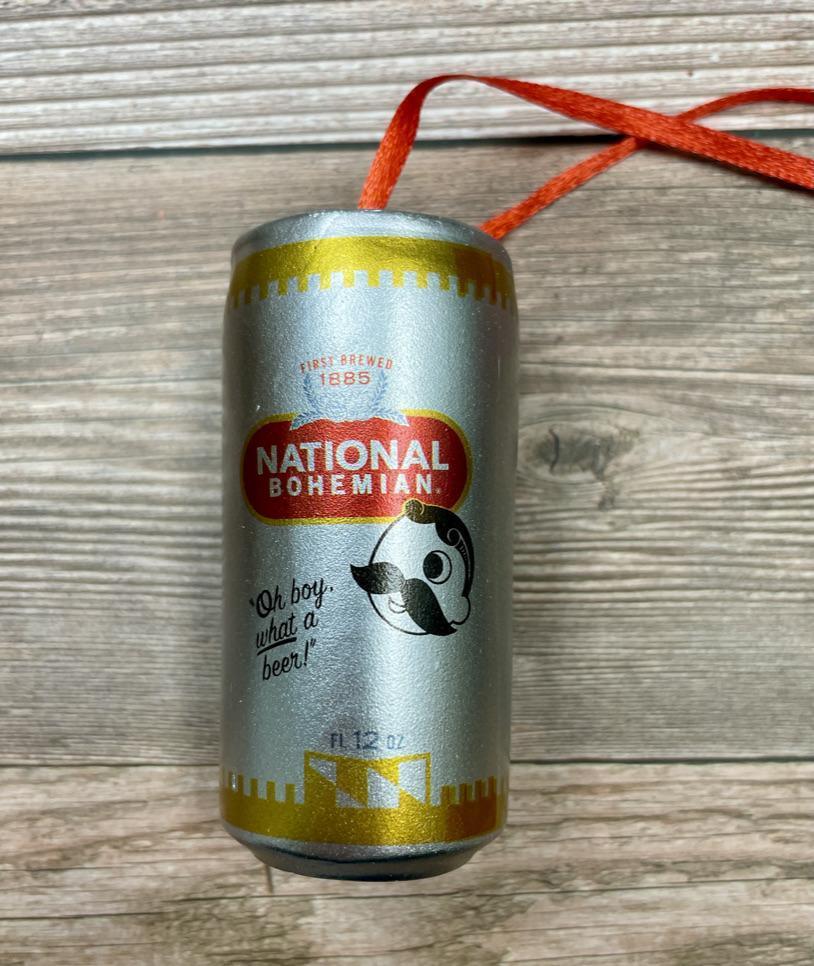 FIRST BREWED
1885
NATIONAL
BOHEMIAN.
"Oh boy,
what a
beer!"
FL 12 OZ